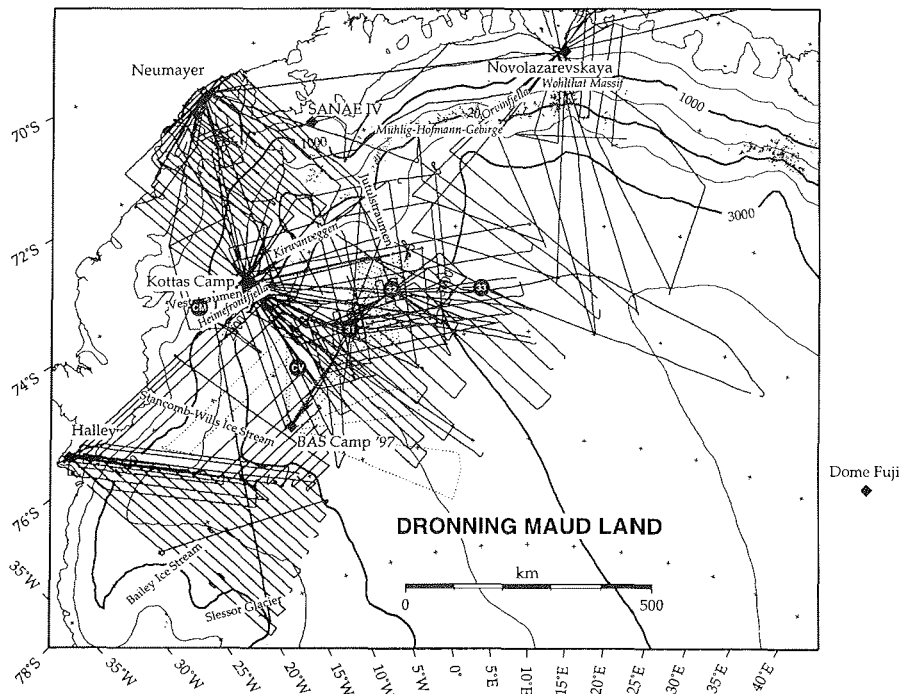 Neumayer
Novolazarevskaya
Wohlthat Massif
SANAE IV
Orvinfjella
Mühlig-Hofmann-Gebirge
1000
1000
70°S
Jutulstraumen
3000
72°S
Kirwanveggen
Kottas Camp
Heimefrontfjella
74°S
Stancomb-Wills Ice Stream
Halley
BAS Camp '97
Dome Fuji
76°S
DRONNING MAUD LAND
km
0
500
Bailey Ice Stream
35°W
Slessor Glacier
78°S
35°W
30°W
25°W
20°W
15°W
10°W
5°W
0°
5°E
10°E
15°E
20°E
25°E
30°E
35°E
40°E